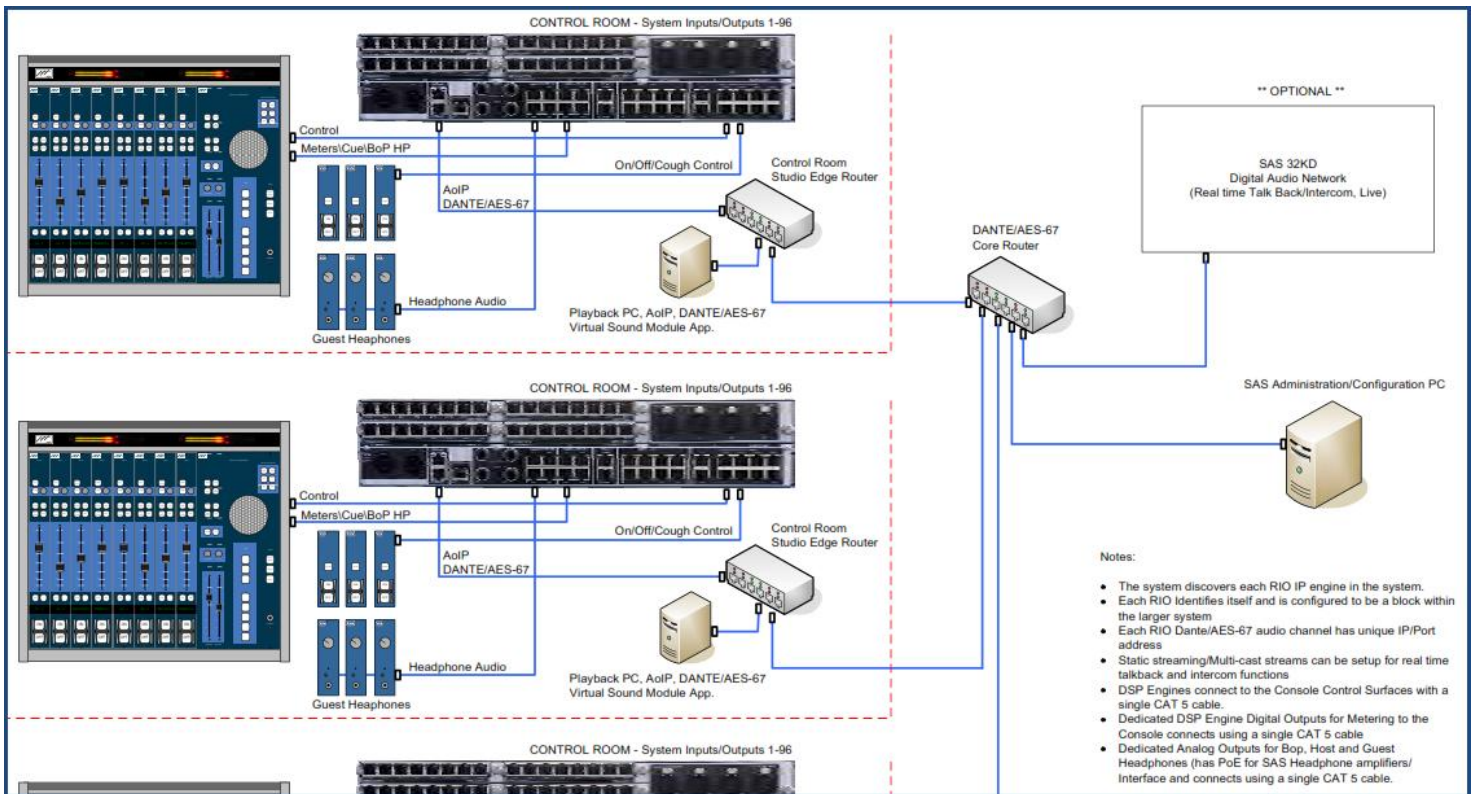 CONTROL ROOM - System Inputs/Outputs 1-96
Control
Meters\Cue\BoP HP
On/Off/Cough Control
Control Room
Studio Edge Router
AoIP
DANTE/AES-67
Headphone Audio
Playback PC, AoIP, DANTE/AES-67
Virtual Sound Module App.
Guest Heaphones
** OPTIONAL **
SAS 32KD
Digital Audio Network
(Real time Talk Back/Intercom, Live)
DANTE/AES-67
Core Router
SAS Administration/Configuration PC
CONTROL ROOM - System Inputs/Outputs 1-96
Control
Meters\Cue\BoP HP
On/Off/Cough Control
Control Room
Studio Edge Router
AoIP
DANTE/AES-67
Headphone Audio
Playback PC, AoIP, DANTE/AES-67
Virtual Sound Module App.
Guest Heaphones
Notes:
• The system discovers each RIO IP engine in the system.
• Each RIO Identifies itself and is configured to be a block within
the larger system
• Each RIO Dante/AES-67 audio channel has unique IP/Port
address
• Static streaming/Multi-cast streams can be setup for real time
talkback and intercom functions
• DSP Engines connect to the Console Control Surfaces with a
single CAT 5 cable.
• Dedicated DSP Engine Digital Outputs for Metering to the
Console connects using a single CAT 5 cable
• Dedicated Analog Outputs for Bop, Host and Guest
Headphones (has PoE for SAS Headphone amplifiers/
Interface and connects using a single CAT 5 cable.
CONTROL ROOM - System Inputs/Outputs 1-96